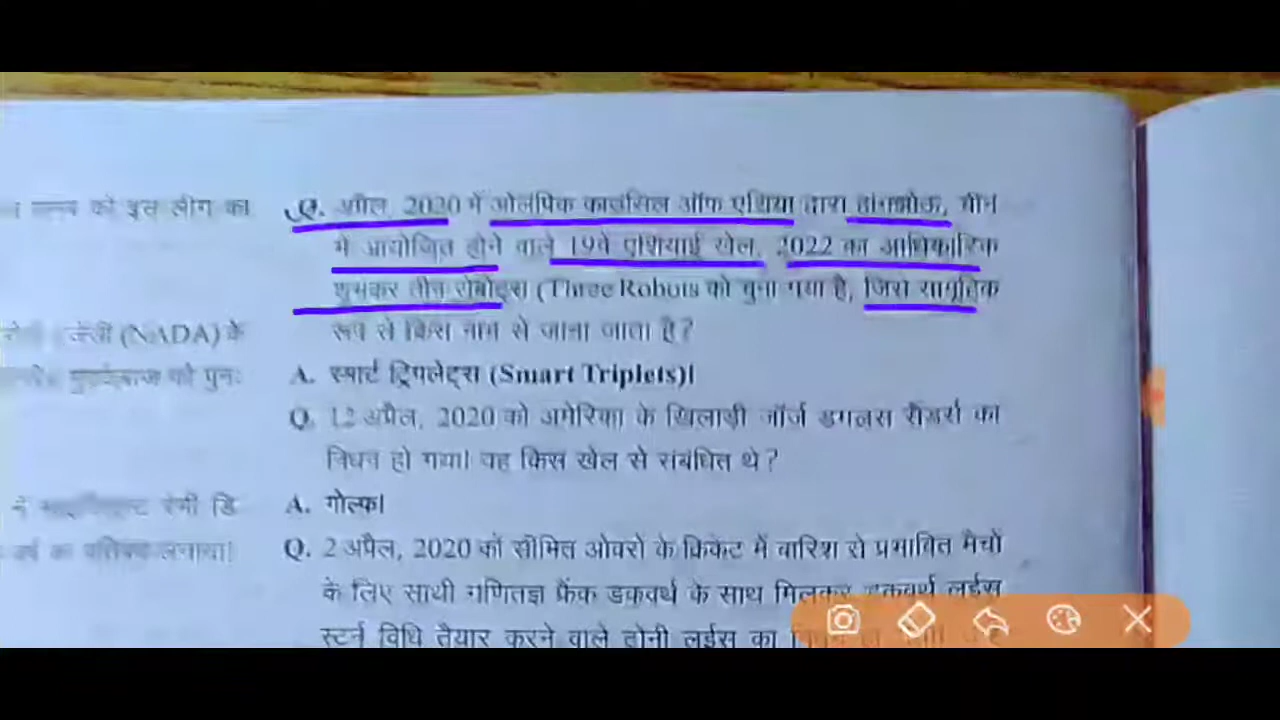 को इस लीग का
(NADA) के
को पुनः
Q. अप्रैल, 2020 में ओलंपिक काउंसिल ऑफ एशिया द्वारा हांगझोऊ, चीन
में आयोजित होने वाले 19वें एशियाई खेल, 2022 का आधिकारिक
शुभंकर तीन रोबोट्स (Three Robots को चुना गया है, जिसे सामूहिक
रूप से किस नाम से जाना जाता है?
A. स्मार्ट ट्रिपलेट्स (Smart Triplets)।
Q. 12 अप्रैल, 2020 को अमेरिका के खिलाड़ी जॉर्ज डगलस सैंडर्स का
निधन हो गया। यह किस खेल से संबंधित थे?
A. गोल्फ।
Q. 2 अप्रैल, 2020 को सीमित ओवरों के क्रिकेट में बारिश से प्रभावित मैचों
के लिए साथी गणितज्ञ फ्रैंक डकवर्थ के साथ मिलकर डकवर्थ लुईस
स्टर्न विधि तैयार करने वाले टोनी लुईस का